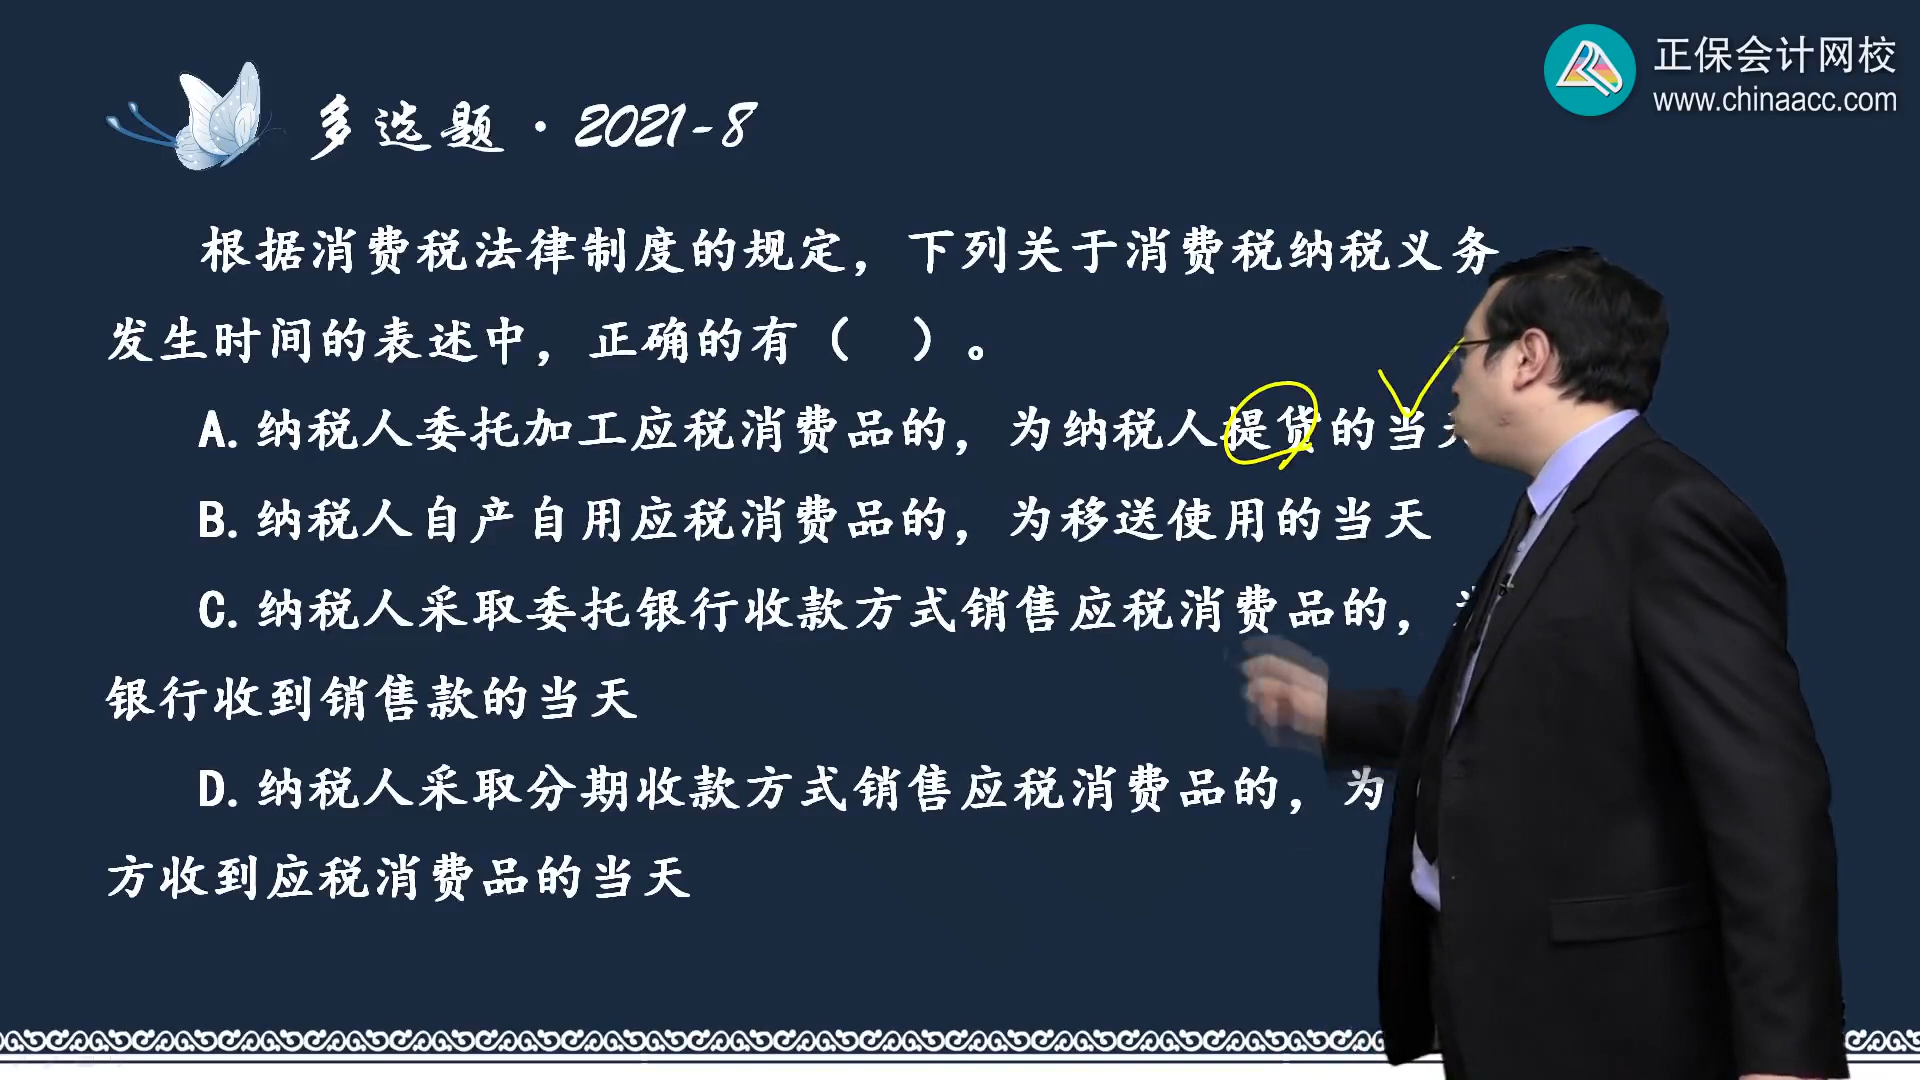 正保会计网校
www.chinaacc.com
多选题·2021-8
根据消费税法律制度的规定，下列关于消费税纳税义务
发生时间的表述中，正确的有（　）。
A.纳税人委托加工应税消费品的，为纳税人提货的当
B.纳税人自产自用应税消费品的，为移送使用的当天
C.纳税人采取委托银行收款方式销售应税消费品的，
银行收到销售款的当天
D.纳税人采取分期收款方式销售应税消费品的，为
方收到应税消费品的当天